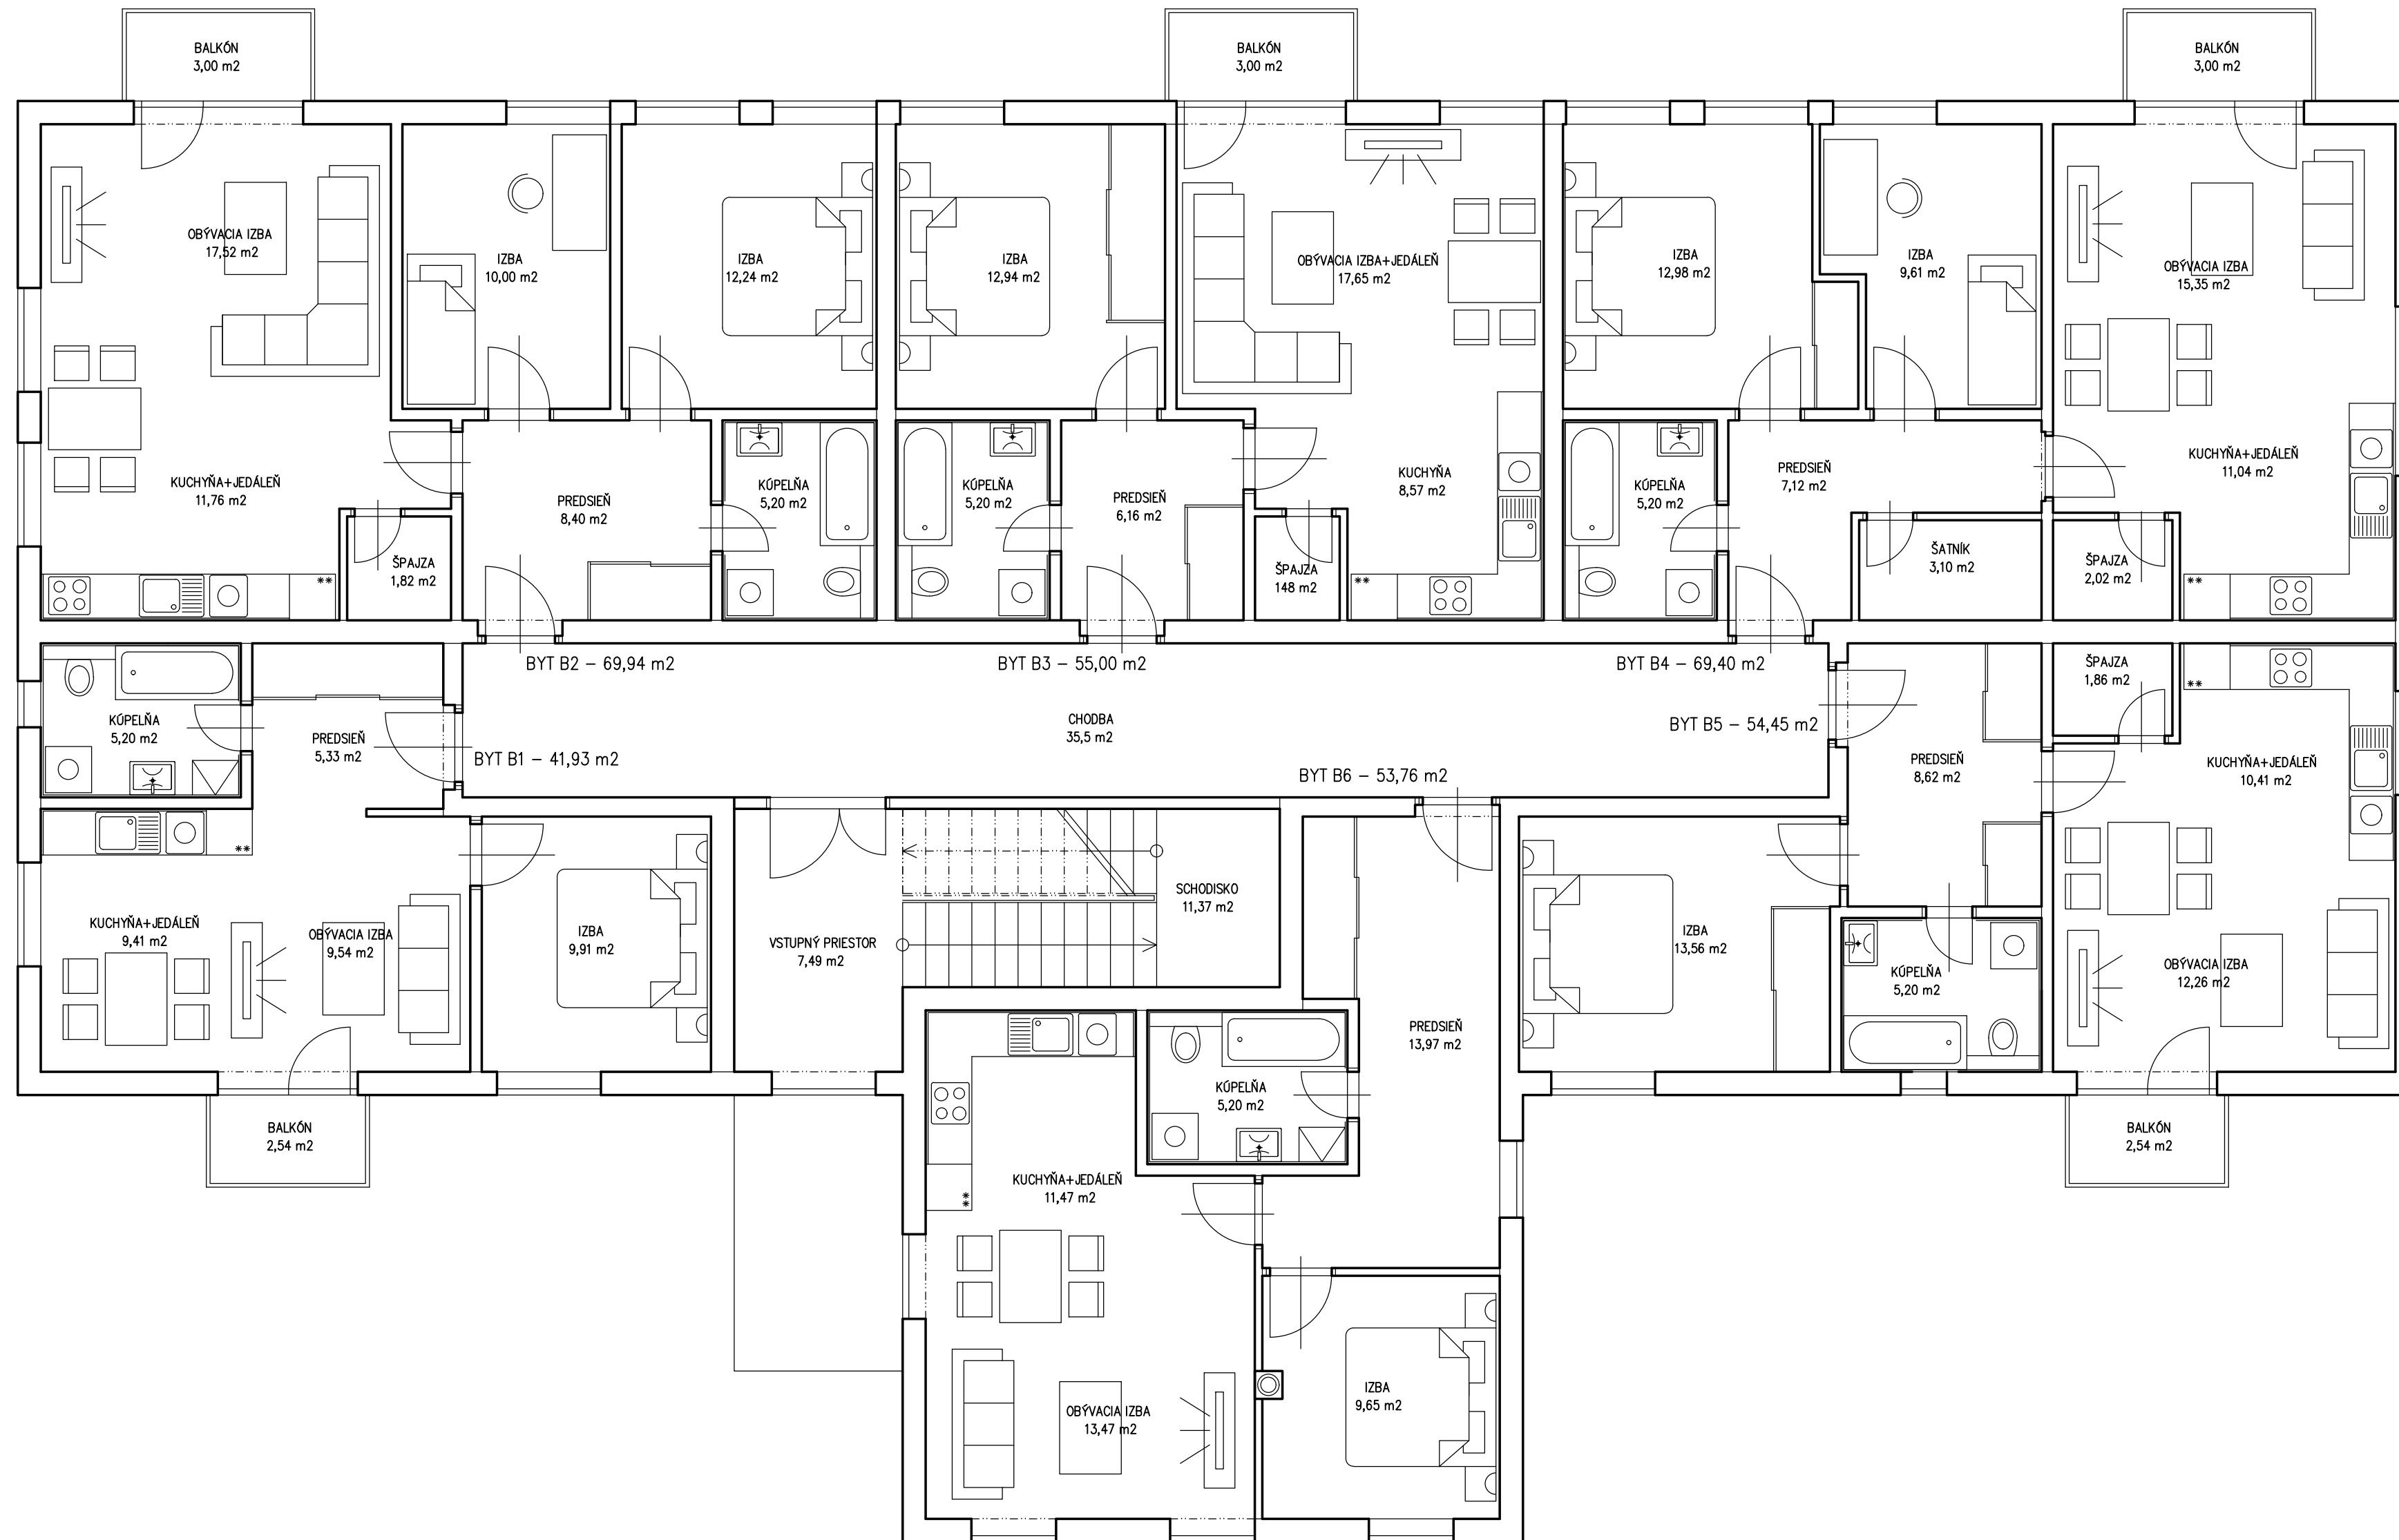 BALKÓN
3,00 m2
BALKÓN
3,00 m2
BALKÓN
3,00 m2
OBÝVACIA IZBA
17,52 m2
IZBA
10,00 m2
IZBA
12,24 m2
IZBA
12,94 m2
OBÝVACIA IZBA+JEDÁLEŇ
17,65 m2
IZBA
12,98 m2
IZBA
9,61 m2
OBÝVACIA IZBA
15,35 m2
KUCHYŇA+JEDÁLEŇ
11,76 m2
PREDSIEŇ
8,40 m2
KÚPEĽŇA
5,20 m2
KÚPEĽŇA
5,20 m2
PREDSIEŇ
6,16 m2
KUCHYŇA
8,57 m2
KÚPEĽŇA
5,20 m2
PREDSIEŇ
7,12 m2
KUCHYŇA+JEDÁLEŇ
11,04 m2
ŠPAJZA
1,82 m2
ŠPAJZA
148 m2
ŠATNÍK
3,10 m2
ŠPAJZA
2,02 m2
**
**
**
BYT B2 – 69,94 m2
BYT B3 – 55,00 m2
BYT B4 – 69,40 m2
ŠPAJZA
1,86 m2
**
KÚPEĽŇA
5,20 m2
PREDSIEŇ
5,33 m2
BYT B1 – 41,93 m2
CHODBA
35,5 m2
BYT B5 – 54,45 m2
BYT B6 – 53,76 m2
PREDSIEŇ
8,62 m2
KUCHYŇA+JEDÁLEŇ
10,41 m2
**
KUCHYŇA+JEDÁLEŇ
9,41 m2
OBÝVACIA IZBA
9,54 m2
IZBA
9,91 m2
VSTUPNÝ PRIESTOR
7,49 m2
SCHODISKO
11,37 m2
IZBA
13,56 m2
KÚPEĽŇA
5,20 m2
OBÝVACIA IZBA
12,26 m2
PREDSIEŇ
13,97 m2
KÚPEĽŇA
5,20 m2
BALKÓN
2,54 m2
BALKÓN
2,54 m2
KUCHYŇA+JEDÁLEŇ
11,47 m2
**
OBÝVACIA IZBA
13,47 m2
IZBA
9,65 m2